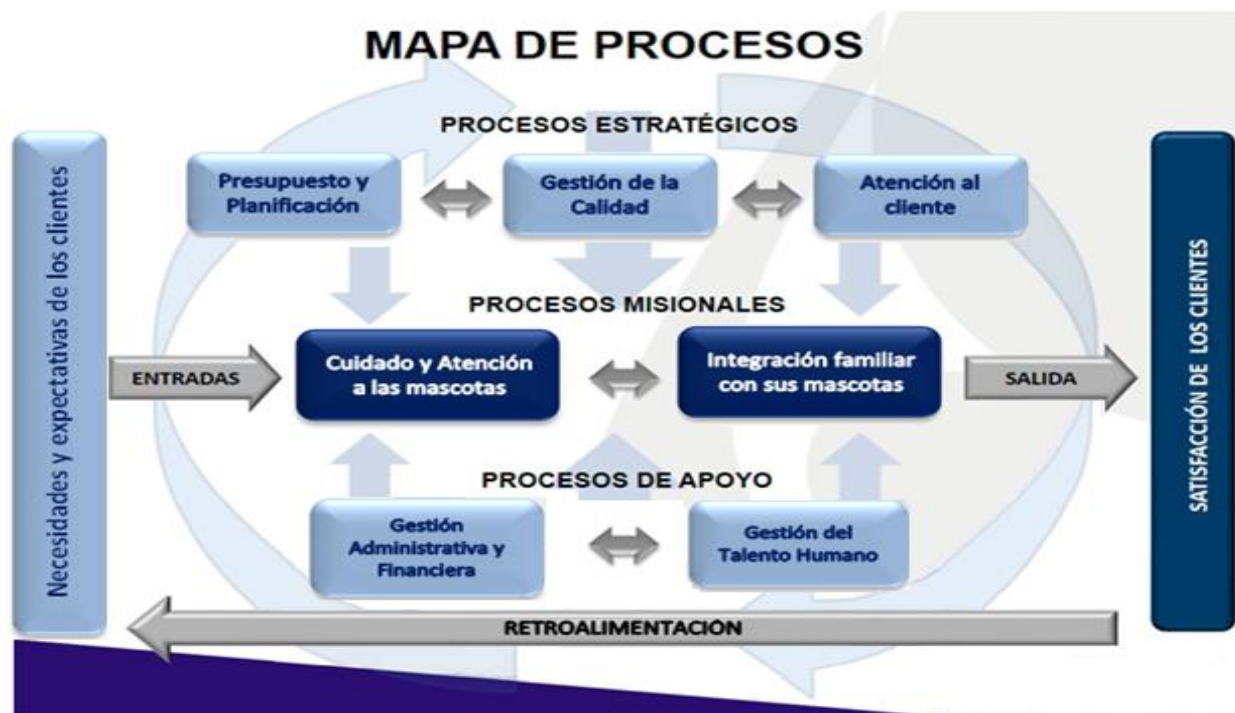 MAPA DE PROCESOS
PROCESOS ESTRATÉGICOS
Presupuesto y
Planificación
Gestión de la
Calidad
Atención al
cliente
Necesidades y expectativas de los clientes
PROCESOS MISIONALES
ENTRADAS
Cuidado y Atención
a las mascotas
Integración familiar
con sus mascotas
SALIDA
SATISFACCIÓN DE LOS CLIENTES
PROCESOS DE APOYO
Gestión
Administrativa y
Financiera
Gestión del
Talento Humano
RETROALIMENTACION